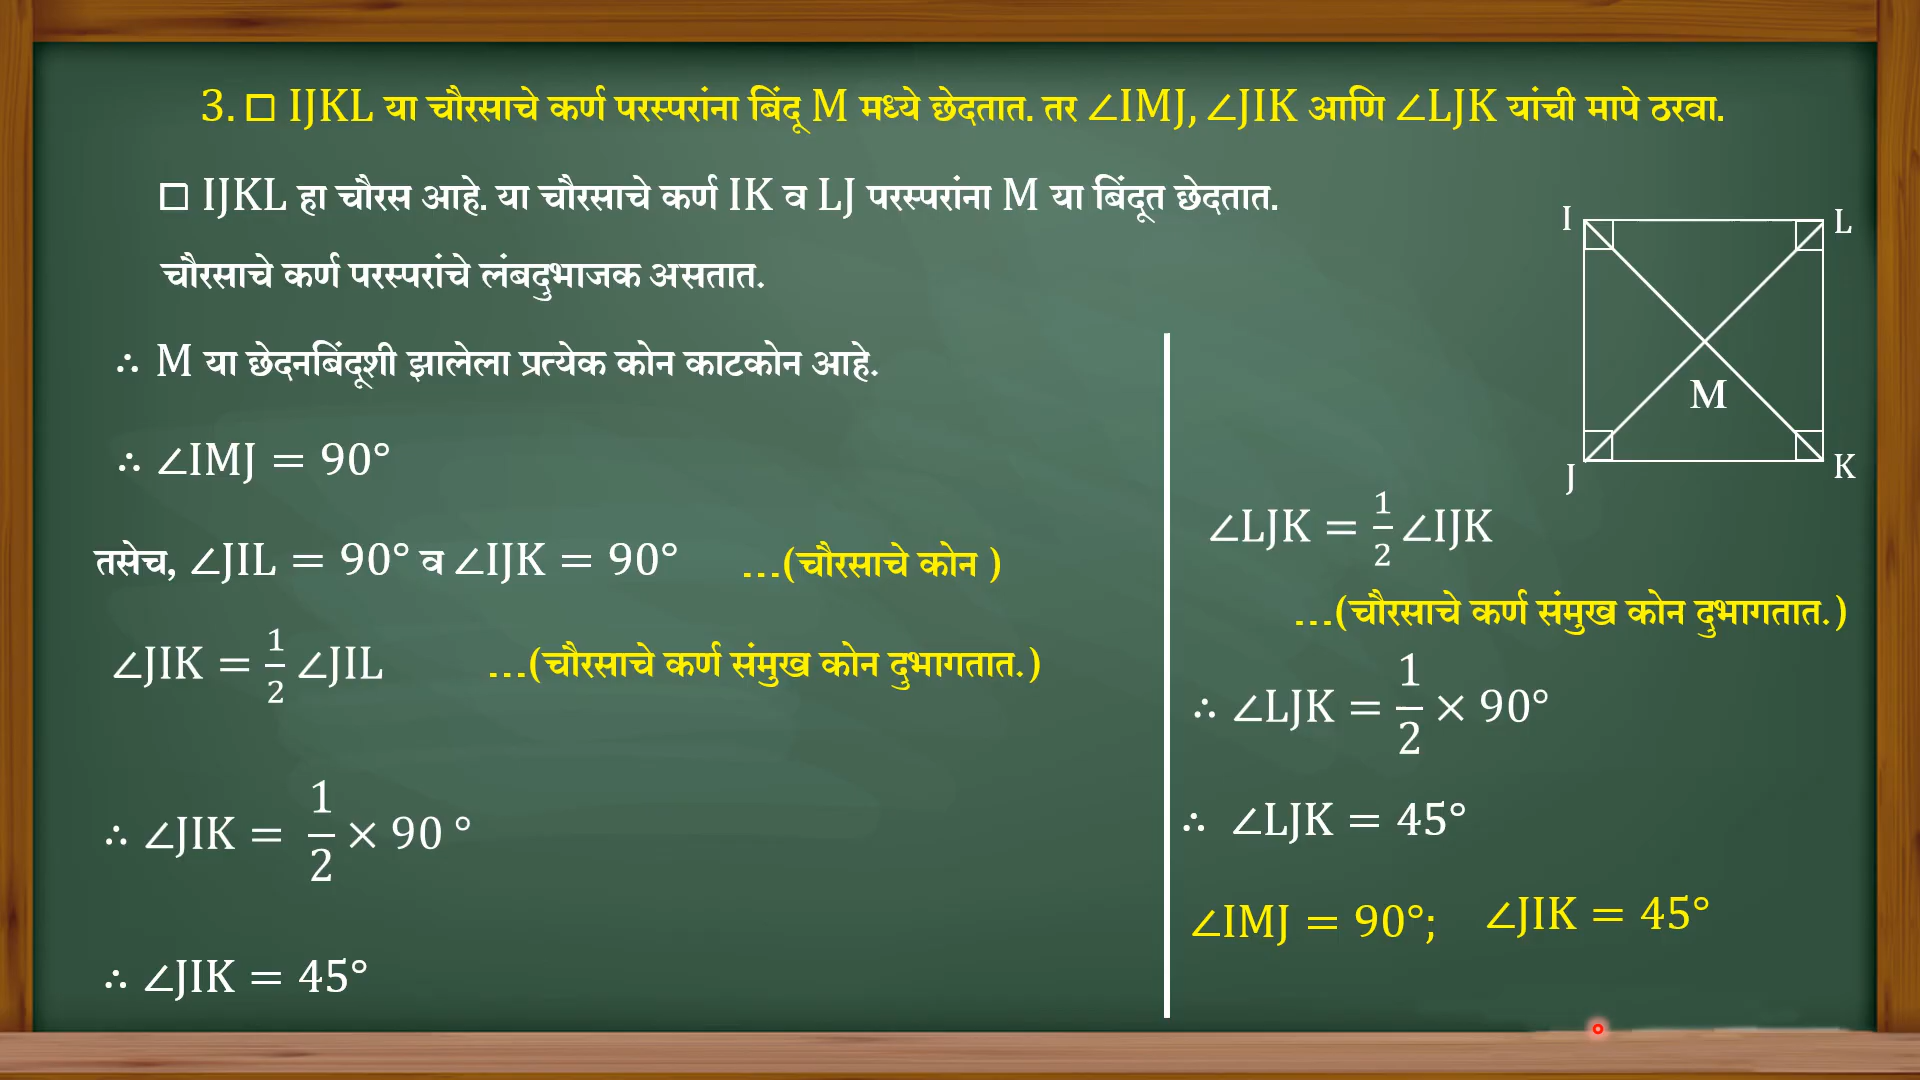 3. □ IJKL या चौरसाचे कर्ण परस्परांना बिंदू M मध्ये छेदतात. तर ∠IMJ, ∠JIK आणि ∠LJK यांची मापे ठरवा.
□ IJKL हा चौरस आहे. या चौरसाचे कर्ण IK व LJ परस्परांना M या बिंदूत छेदतात.
चौरसाचे कर्ण परस्परांचे लंबदुभाजक असतात.
∴ M या छेदनबिंदूशी झालेला प्रत्येक कोन काटकोन आहे.
∴ ∠IMJ = 90°
तसेच, ∠JIL = 90° व ∠IJK = 90° ...(चौरसाचे कोन )
∠JIK = 1/2 ∠JIL ...(चौरसाचे कर्ण संमुख कोन दुभागतात.)
∴ ∠JIK = 1/2 × 90 °
∴ ∠JIK = 45°
I
L
M
J
K
∠LJK = 1/2 ∠IJK
...(चौरसाचे कर्ण संमुख कोन दुभागतात.)
∴ ∠LJK = 1/2 × 90°
∴ ∠LJK = 45°
∠IMJ = 90°; ∠JIK = 45°